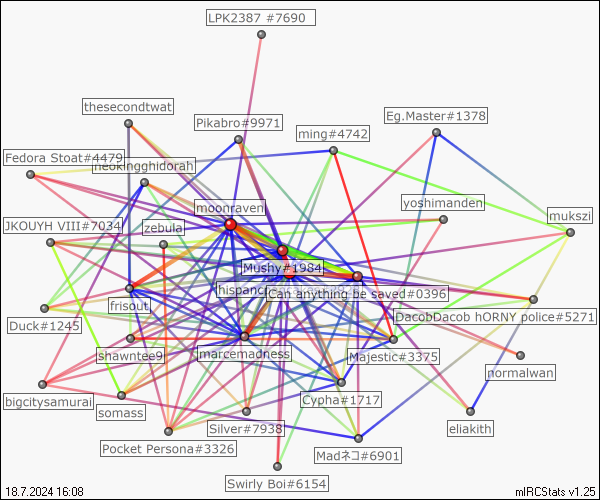 LPK2387 #7690
thesecondtwat
Pikabro#9971
Eg.Master#1378
ming#4742
Fedora Stoat#4479
neokingghidorah
moonraven
yoshimanden
mukszi
JKOUYH VIII#7034
zebula
Mushy#1984
hispanc
Can anything be saved#0396
frisout
DacobDacob hORNY police#5271
Duck#1245
shawntee9
marcemadness
Majestic#3375
normalwan
bigcitysamurai
somass
Cypha#1717
Silver#7938
eliakith
Pocket Persona#3326
Madネコ#6901
Swirly Boi#6154
18.7.2024 16:08
mIRCStats v1.25